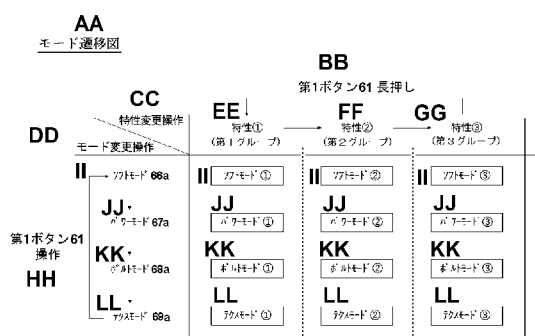 AA
モード遷移図
BB
第1ボタン61 長押し
CC
特性変更操作
EE
FF
GG
特性① 特性② 特性③
(第1グループ) (第2グループ) (第3グループ)
DD
モード変更操作
II ソフトモード 66a
II ソフトモード① II ソフトモード② II ソフトモード③
JJ JJ JJ JJ
パワーモード 67a パワーモード① パワーモード② パワーモード③
第1ボタン61
操作
HH
KK KK KK KK
ボルトモード 68a ボルトモード① ボルトモード② ボルトモード③
LL LL LL LL
テクスモード 69a テクスモード① テクスモード② テクスモード③